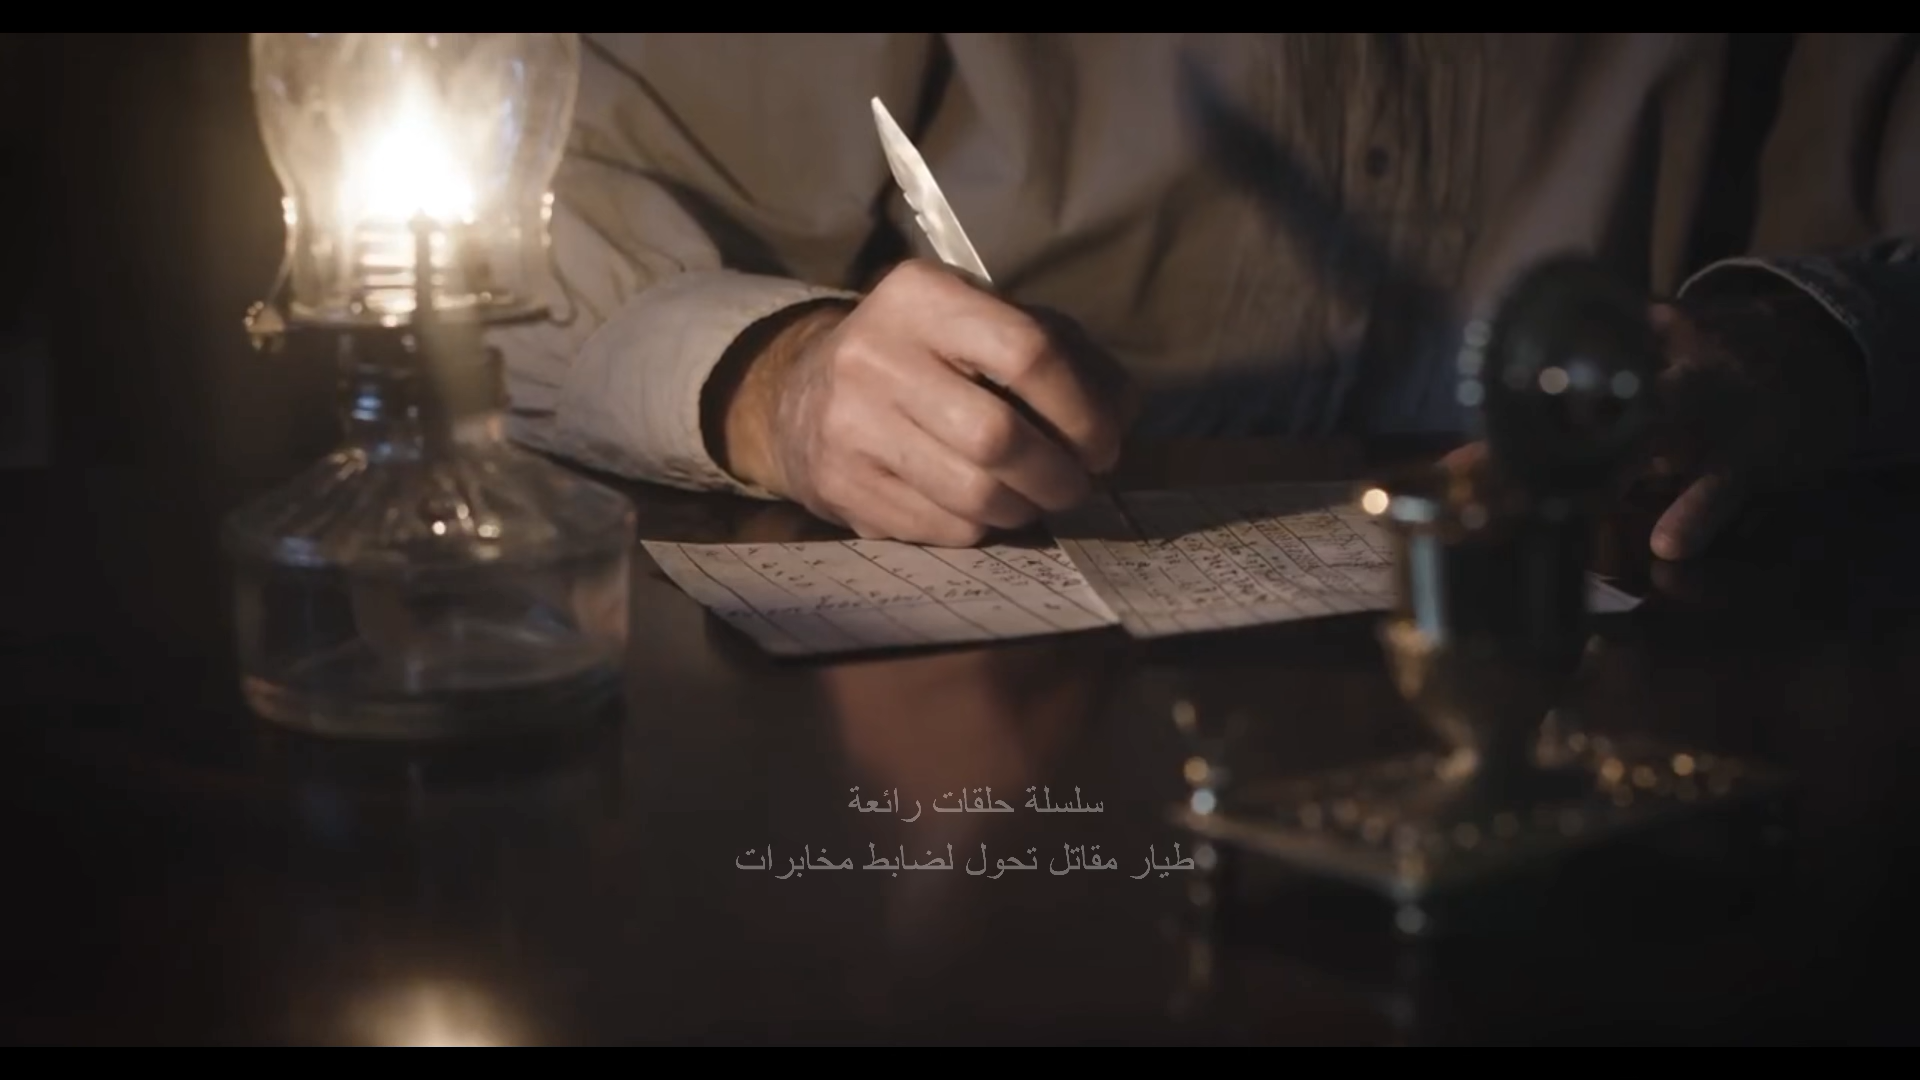 سلسلة حلقات رائعة
طيار مقاتل تحول لضابط مخابرات